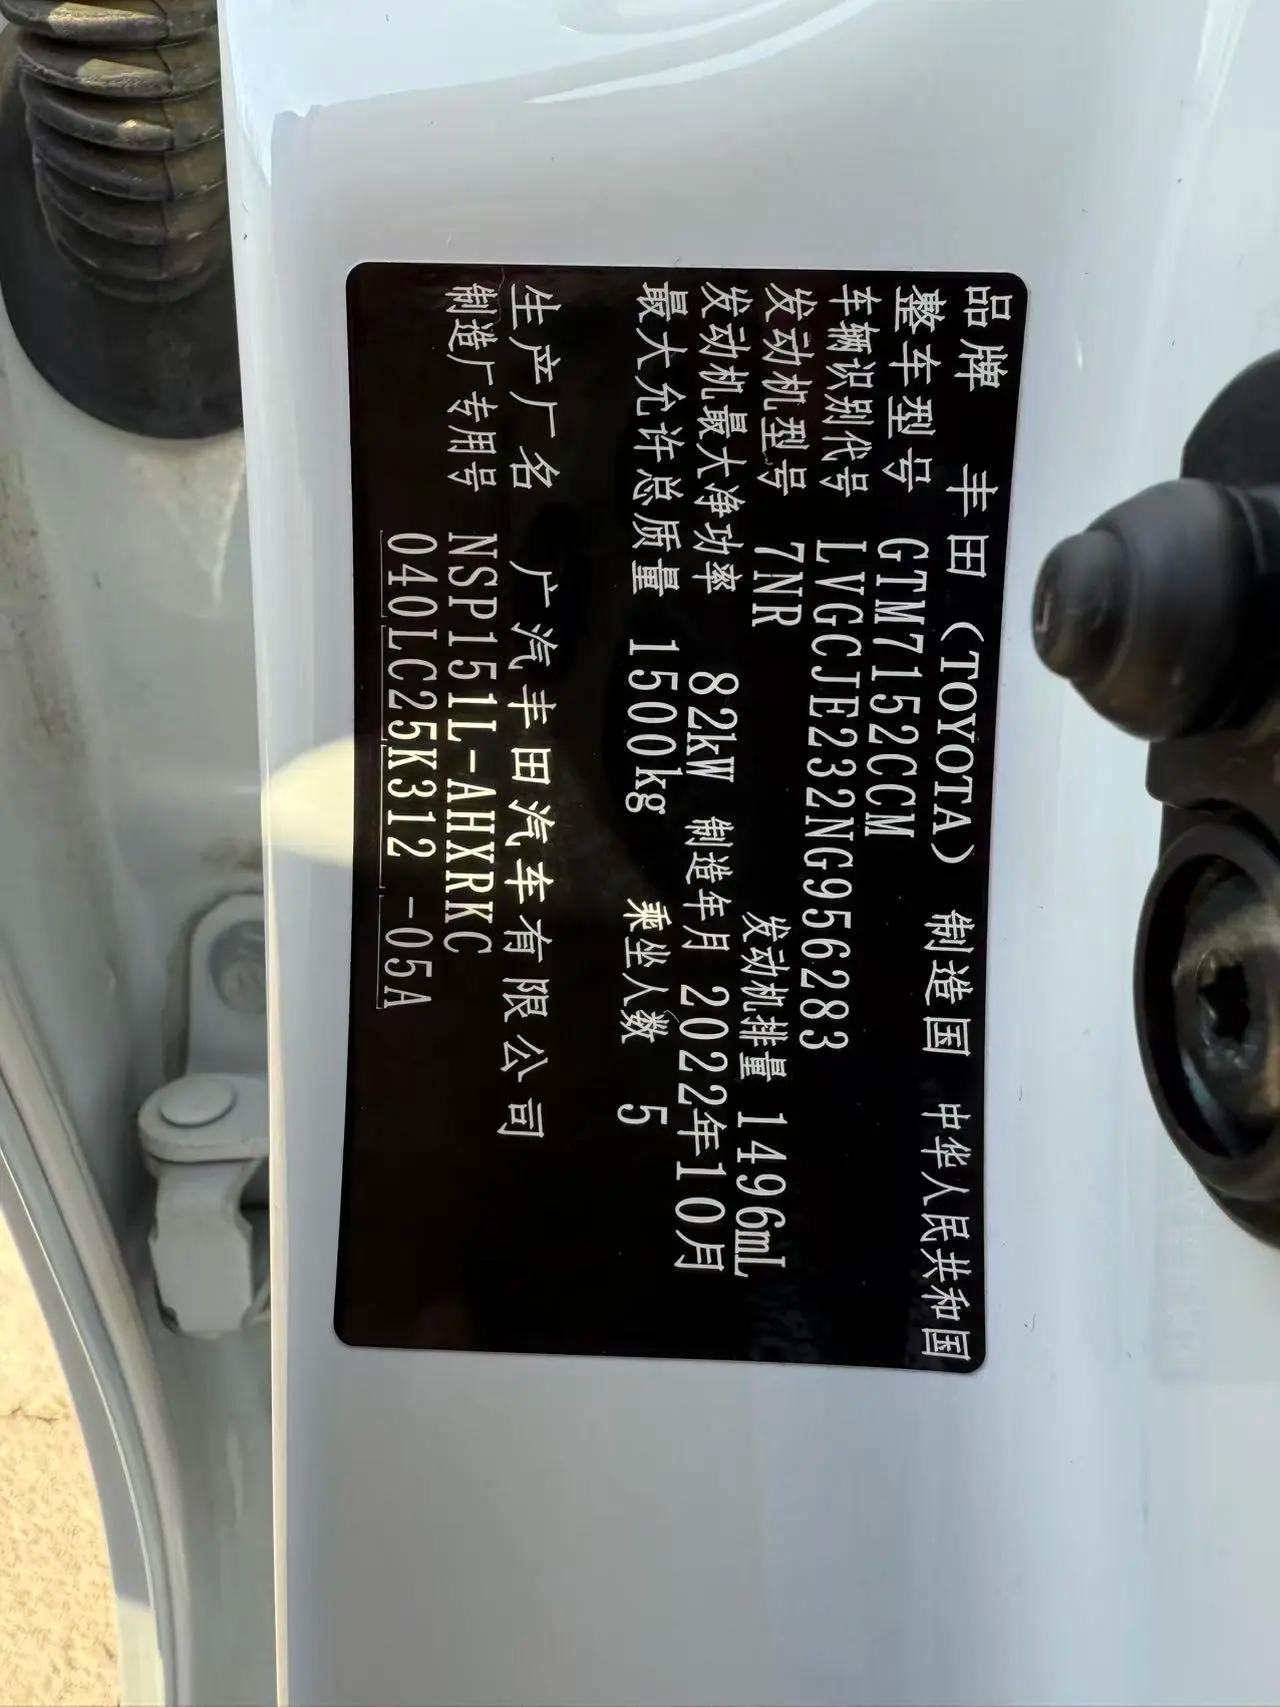 品牌 丰田（TOYOTA） 制造国 中华人民共和国
整车型号 GTM7152CCM
车辆识别代号 LVGCJE232NG956283
发动机型号 7NR 发动机排量 1496mL
发动机最大净功率 82kW 制造年月 2022年10月
最大允许总质量 1500kg 乘坐人数 5
生产厂名 广汽丰田汽车有限公司
制造厂专用号 NSP151L-AHXRKC
040LC25K312 -05A